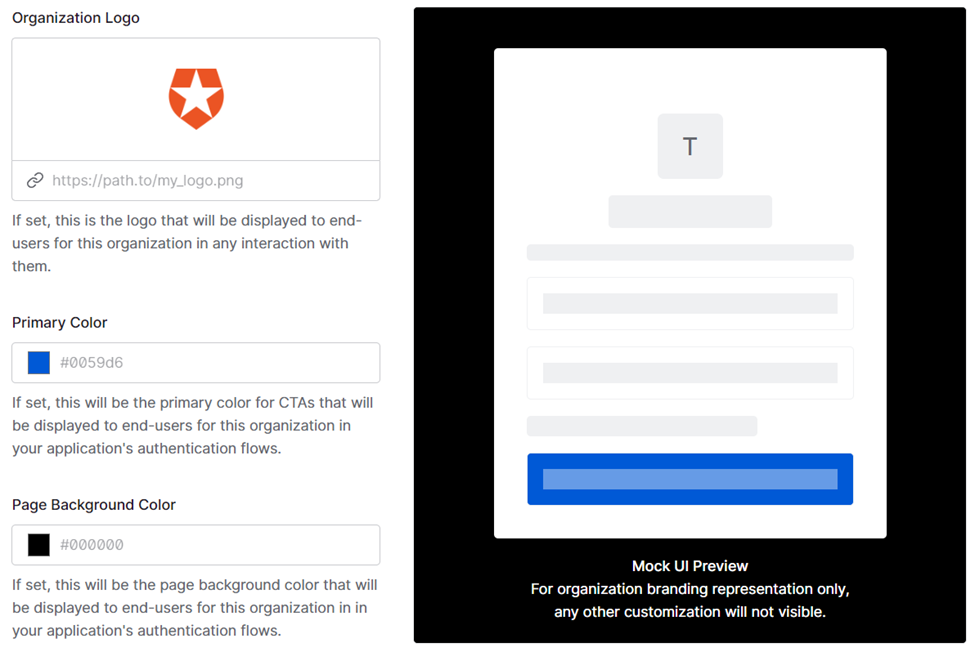 Organization Logo
https://path.to/my_logo.png
If set, this is the logo that will be displayed to end-
users for this organization in any interaction with
them.
Primary Color
#0059d6
If set, this will be the primary color for CTAs that will
be displayed to end-users for this organization in
your application's authentication flows.
Page Background Color
#000000
If set, this will be the page background color that will
be displayed to end-users for this organization in in
your application's authentication flows.
T
Mock UI Preview
For organization branding representation only,
any other customization will not visible.